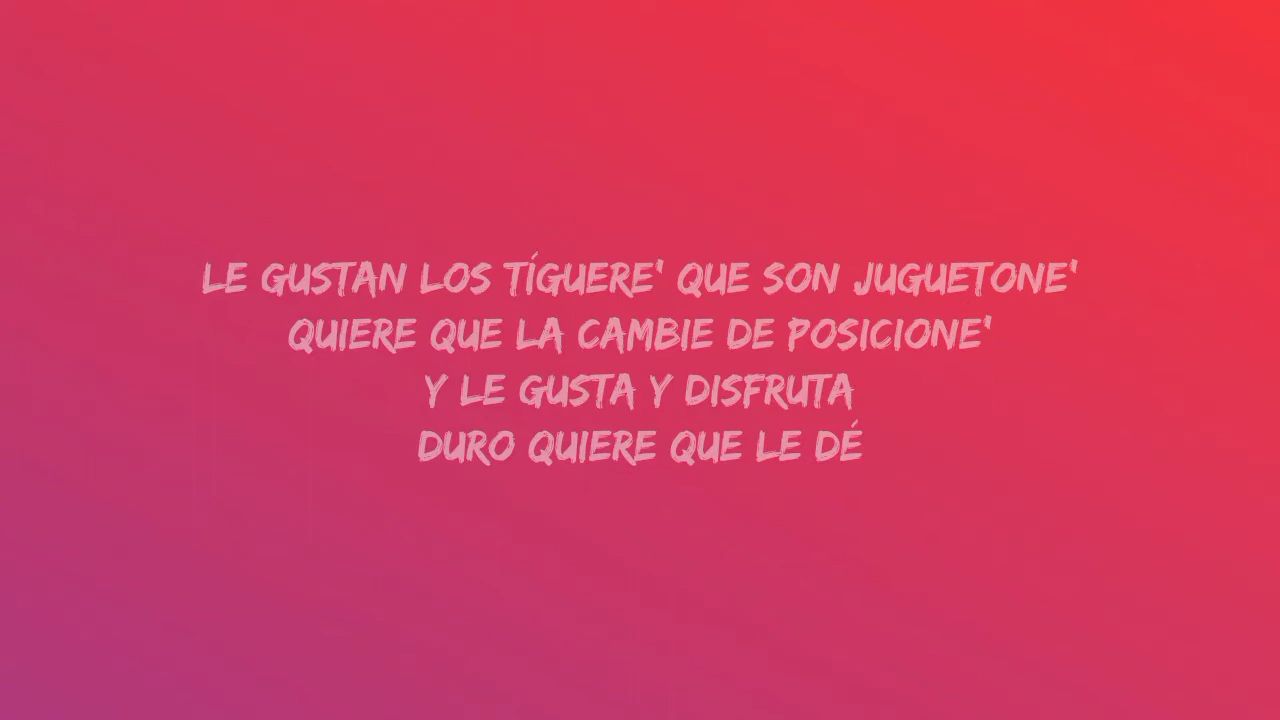 LE GUSTAN LOS TÍGUERE' QUE SON JUGUETONE'
QUIERE QUE LA CAMBIE DE POSICIONE'
Y LE GUSTA Y DISFRUTA
DURO QUIERE QUE LE DÉ